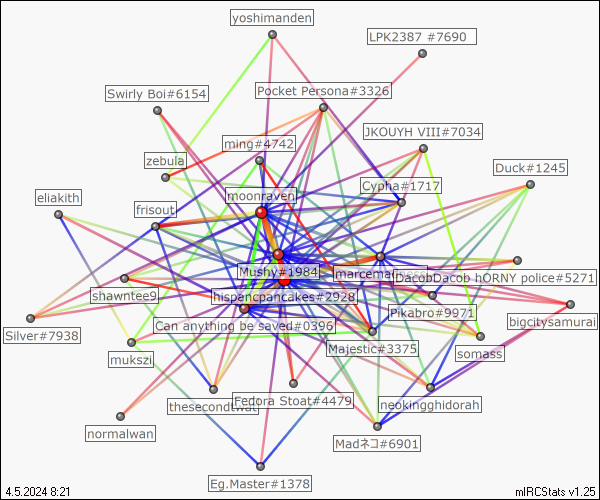 yoshimanden
LPK2387 #7690
Swirly Boi#6154
Pocket Persona#3326
JKOUYH VIII#7034
ming#4742
zebula
Duck#1245
Cypha#1717
eliakith
moonraven
frisout
Mushy#1984
DacobDacob hORNY police#5271
shawntee9
hispancpancakes#2928
Pikabro#9971
bigcitysamurai
Can anything be saved#0396
Silver#7938
Majestic#3375
somass
mukszi
thesecondtwat
Fedora Stoat#4479
neokingghidorah
normalwan
Madネコ#6901
Eg.Master#1378
4.5.2024 8:21
mIRCStats v1.25